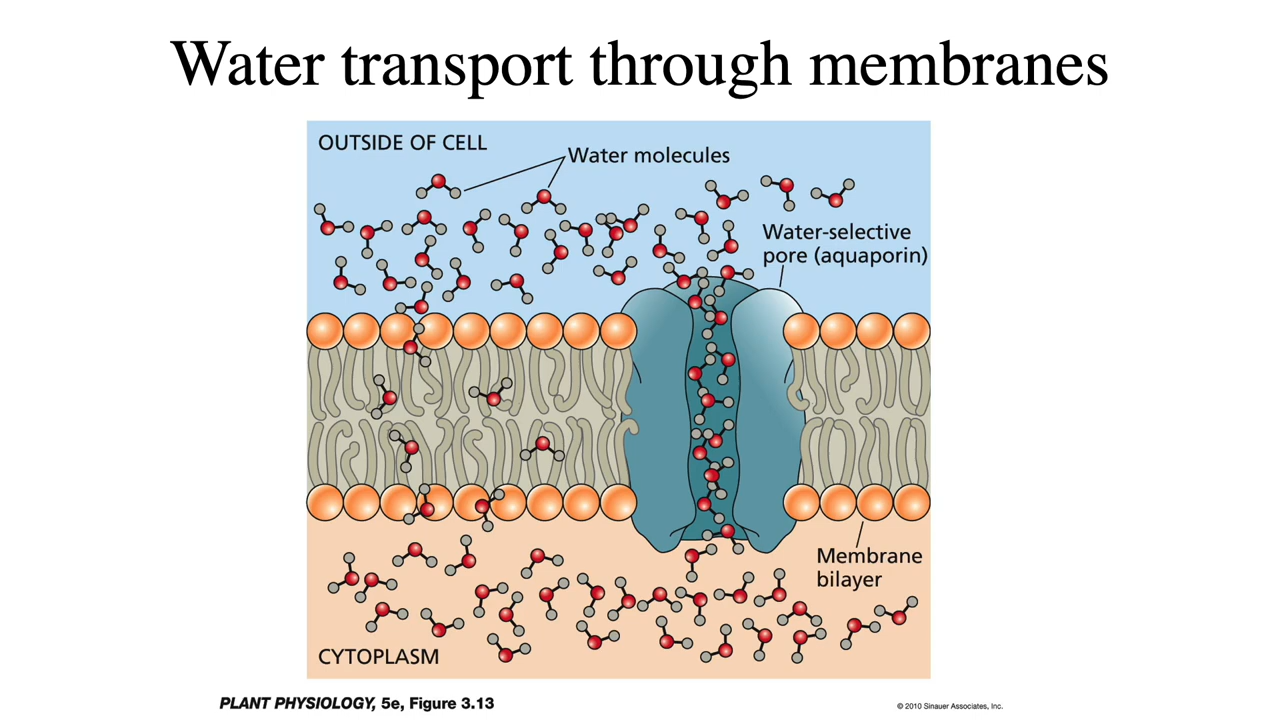 Water transport through membranes
OUTSIDE OF CELL
Water molecules
Water-selective
pore (aquaporin)
Membrane
bilayer
CYTOPLASM
PLANT PHYSIOLOGY, 5e, Figure 3.13
© 2010 Sinauer Associates, Inc.